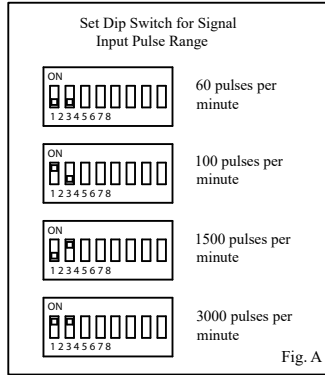 Set Dip Switch for Signal
Input Pulse Range
ON
12345678
60 pulses per
minute
ON
12345678
100 pulses per
minute
ON
12345678
1500 pulses per
minute
ON
12345678
3000 pulses per
minute
Fig. A